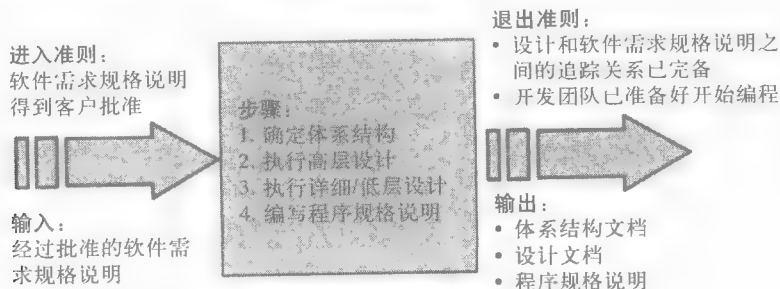 进入准则：
软件需求规格说明
得到客户批准
输入：
经过批准的软件需
求规格说明
步骤：
1. 确定体系结构
2. 执行高层设计
3. 执行详细/低层设计
4. 编写程序规格说明
退出准则：
• 设计和软件需求规格说明之
间的追踪关系已完备
• 开发团队已准备好开始编程
输出：
• 体系结构文档
• 设计文档
• 程序规格说明